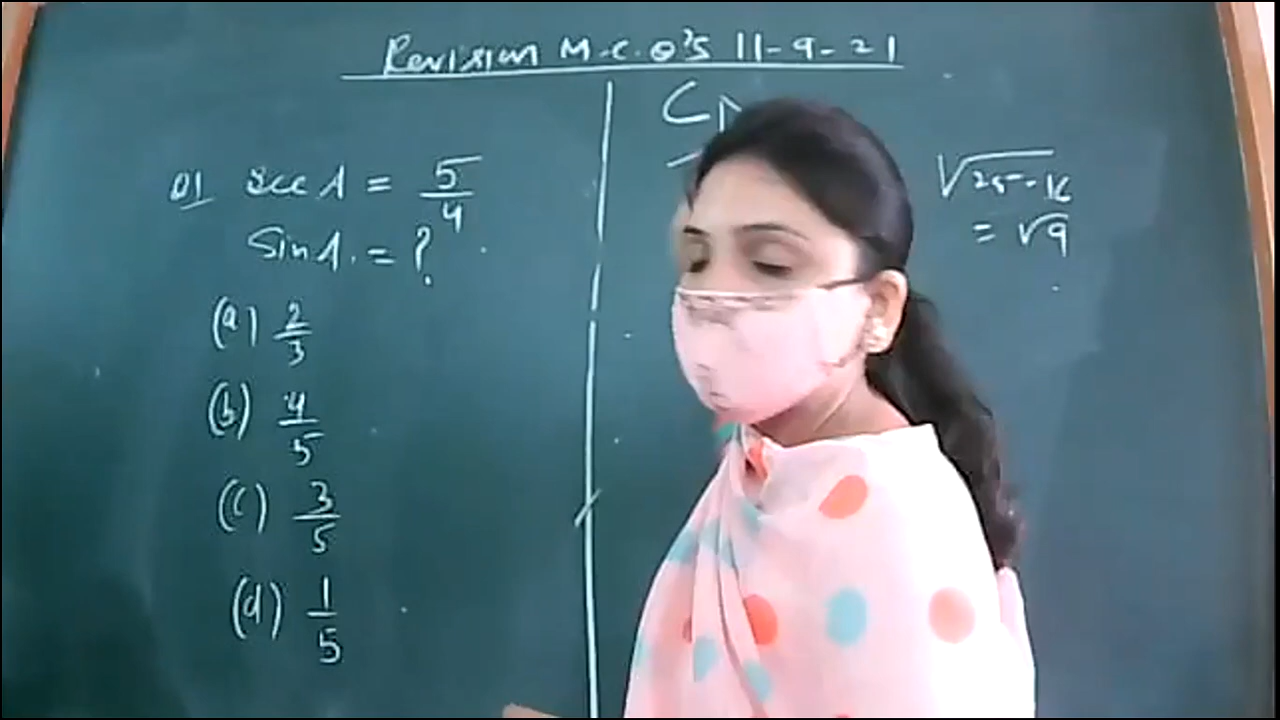 Revision M.C.Q's 11-9-21
Q1 Sec A = 5/4
Sin A. = ?
(a) 2/3
(b) 4/5
(c) 3/5
(d) 1/5
√25-16
= √9